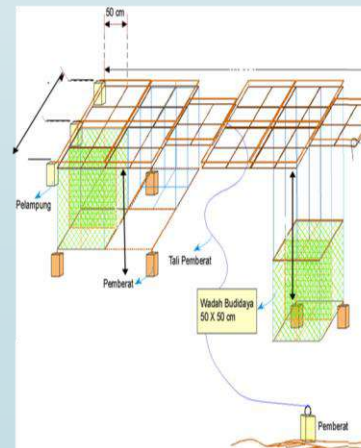 50 cm
Pelampung
Tali Pemberat
Pemberat
Wadah Budidaya
50 X 50 cm
Pemberat